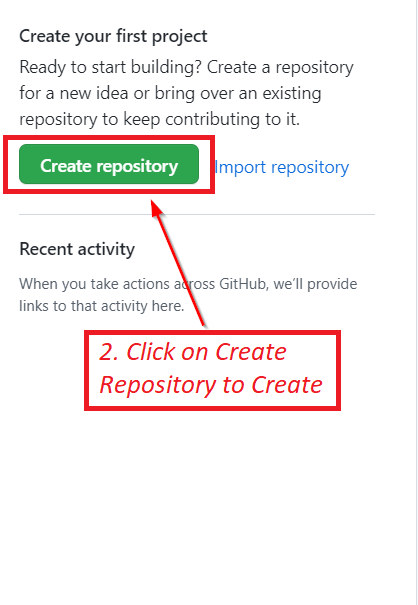 Create your first project
Ready to start building? Create a repository
for a new idea or bring over an existing
repository to keep contributing to it.
Create repository
Import repository
Recent activity
When you take actions across GitHub, we'll provide
links to that activity here.
2. Click on Create
Repository to Create